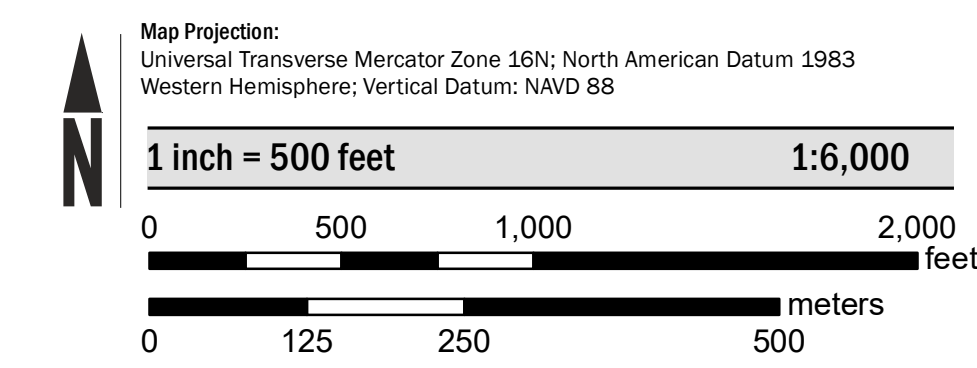 Map Projection:
Universal Transverse Mercator Zone 16N; North American Datum 1983
Western Hemisphere; Vertical Datum: NAVD 88
N
1 inch = 500 feet 1:6,000
0 500 1,000 2,000
feet
meters
0 125 250 500